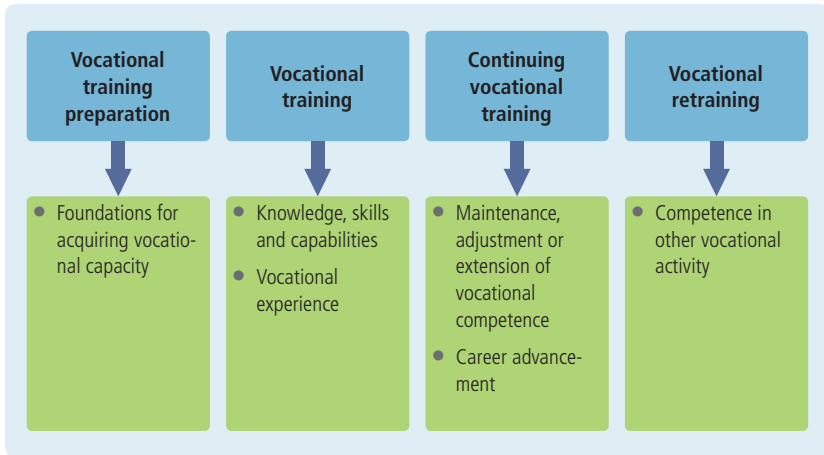 Vocational
training
preparation
Vocational
training
Continuing
vocational
training
Vocational
retraining
Foundations for
acquiring vocatio-
nal capacity
Knowledge, skills
and capabilities
Vocational
experience
Maintenance,
adjustment or
extension of
vocational
competence
Career advance-
ment
Competence in
other vocational
activity